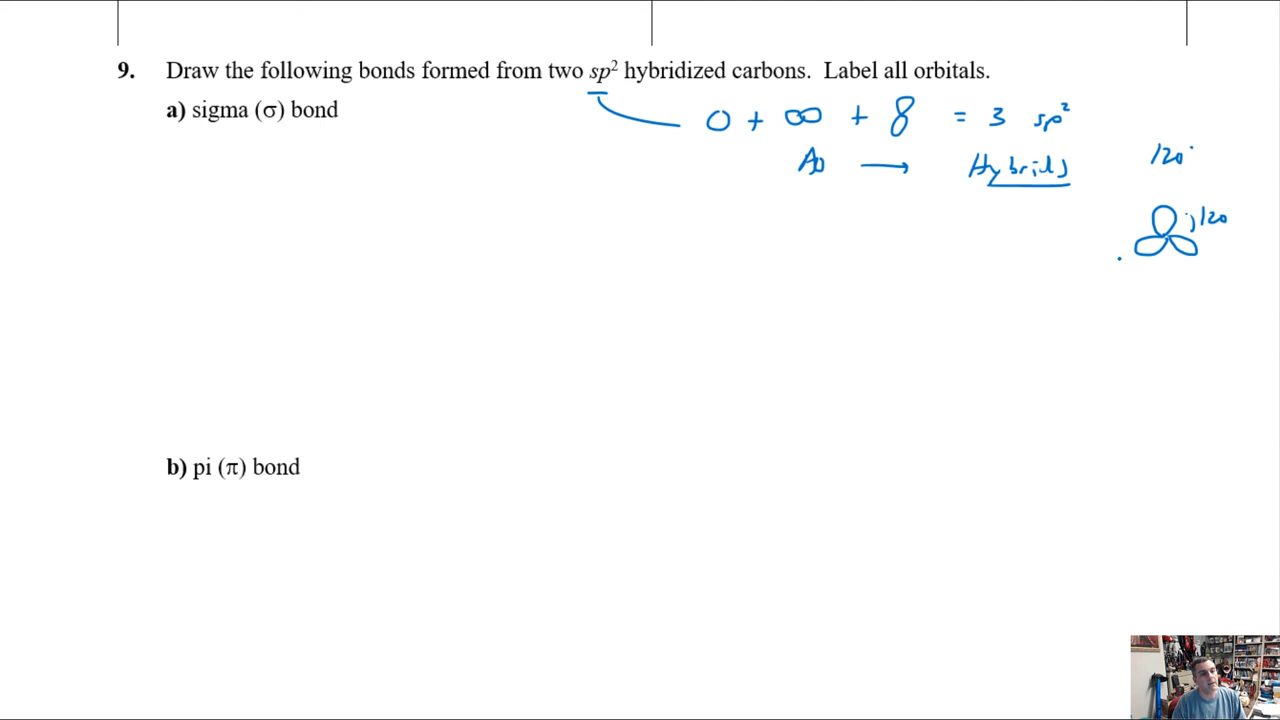 9. Draw the following bonds formed from two sp² hybridized carbons. Label all orbitals.
a) sigma (σ) bond
0 + ∞ + 8 = 3 sp²
AO → Hybrids
120°
120
b) pi (π) bond